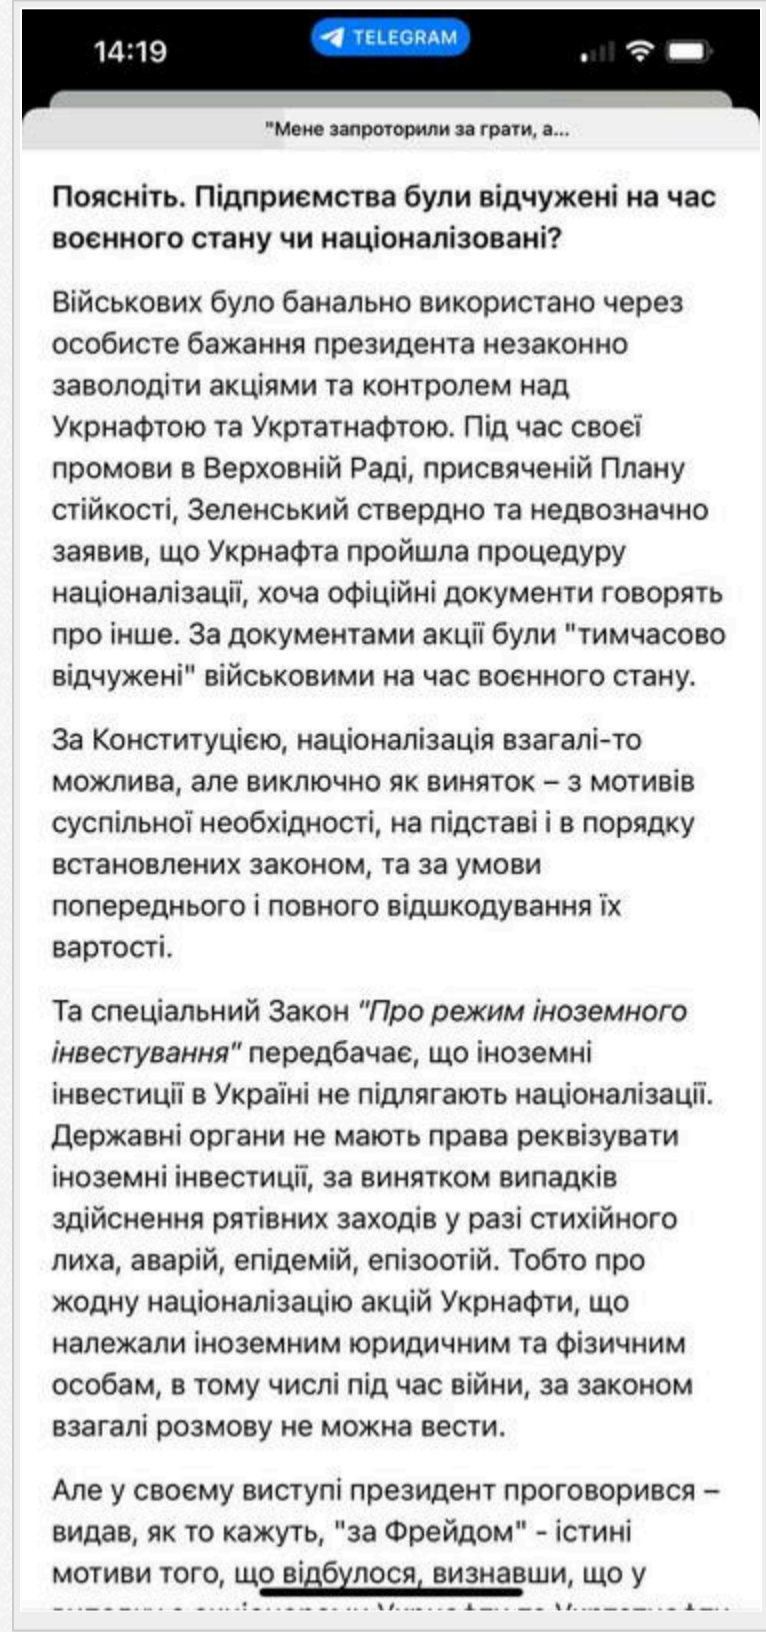 14:19
TELEGRAM
"Мене запроторили за грати, а...
Поясніть. Підприємства були відчужені на час
воєнного стану чи націоналізовані?
Військових було банально використано через
особисте бажання президента незаконно
заволодіти акціями та контролем над
Укрнафтою та Укртатнафтою. Під час своєї
промови в Верховній Раді, присвяченій Плану
стійкості, Зеленський ствердно та недвозначно
заявив, що Укрнафта пройшла процедуру
націоналізації, хоча офіційні документи говорять
про інше. За документами акції були "тимчасово
відчужені" військовими на час воєнного стану.
За Конституцією, націоналізація взагалі-то
можлива, але виключно як виняток – з мотивів
суспільної необхідності, на підставі і в порядку
встановлених законом, та за умови
попереднього і повного відшкодування їх
вартості.
Та спеціальний Закон "Про режим іноземного
інвестування" передбачає, що іноземні
інвестиції в Україні не підлягають націоналізації.
Державні органи не мають права реквізувати
іноземні інвестиції, за винятком випадків
здійснення рятівних заходів у разі стихійного
лиха, аварій, епідемій, епізоотій. Тобто про
жодну націоналізацію акцій Укрнафти, що
належали іноземним юридичним та фізичним
особам, в тому числі під час війни, за законом
взагалі розмову не можна вести.
Але у своєму виступі президент проговорився –
видав, як то кажуть, "за Фрейдом" - істині
мотиви того, що відбулося, визнавши, що у